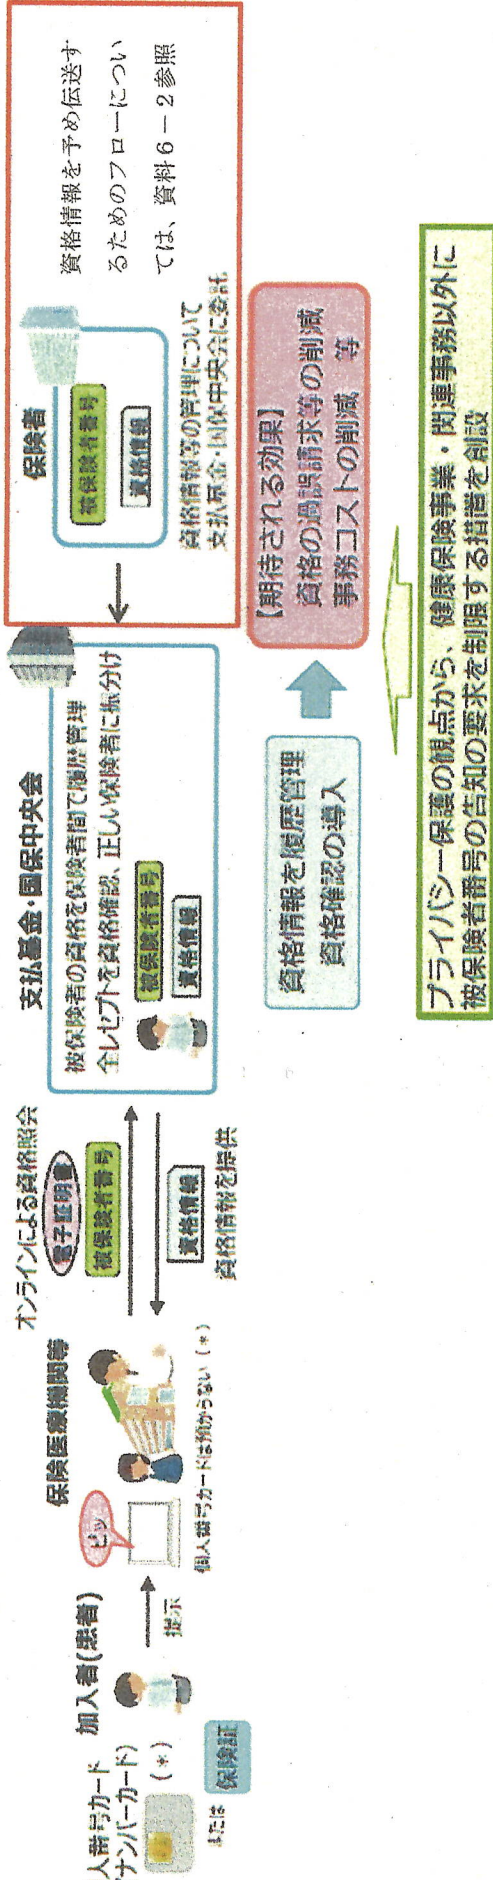 人番号カード
ナンバーカード)
(*)
または
保険証
加入者(患者)
提示
保険医療機関等
ピッ
個人番号カードは預からない(*)
オンラインによる資格照会
電子証明書
被保険者番号
資格情報
資格情報を提供
支払基金・国保中央会
被保険者の資格を保険者間で履歴管理
全レセプトを資格確認、正しい保険者に振分け
被保険者番号
資格情報
保険者
被保険者番号
資格情報
資格情報等の管理について
支払基金・国保中央会に委託
資格情報を予め伝送す
るためのフローについ
ては、資料6－2参照
資格情報を履歴管理
資格確認の導入
【期待される効果】
資格の過誤請求等の削減
事務コストの削減 等
プライバシー保護の観点から、健康保険事業・関連事務以外に
被保険者番号の告知の要求を制限する措置を創設